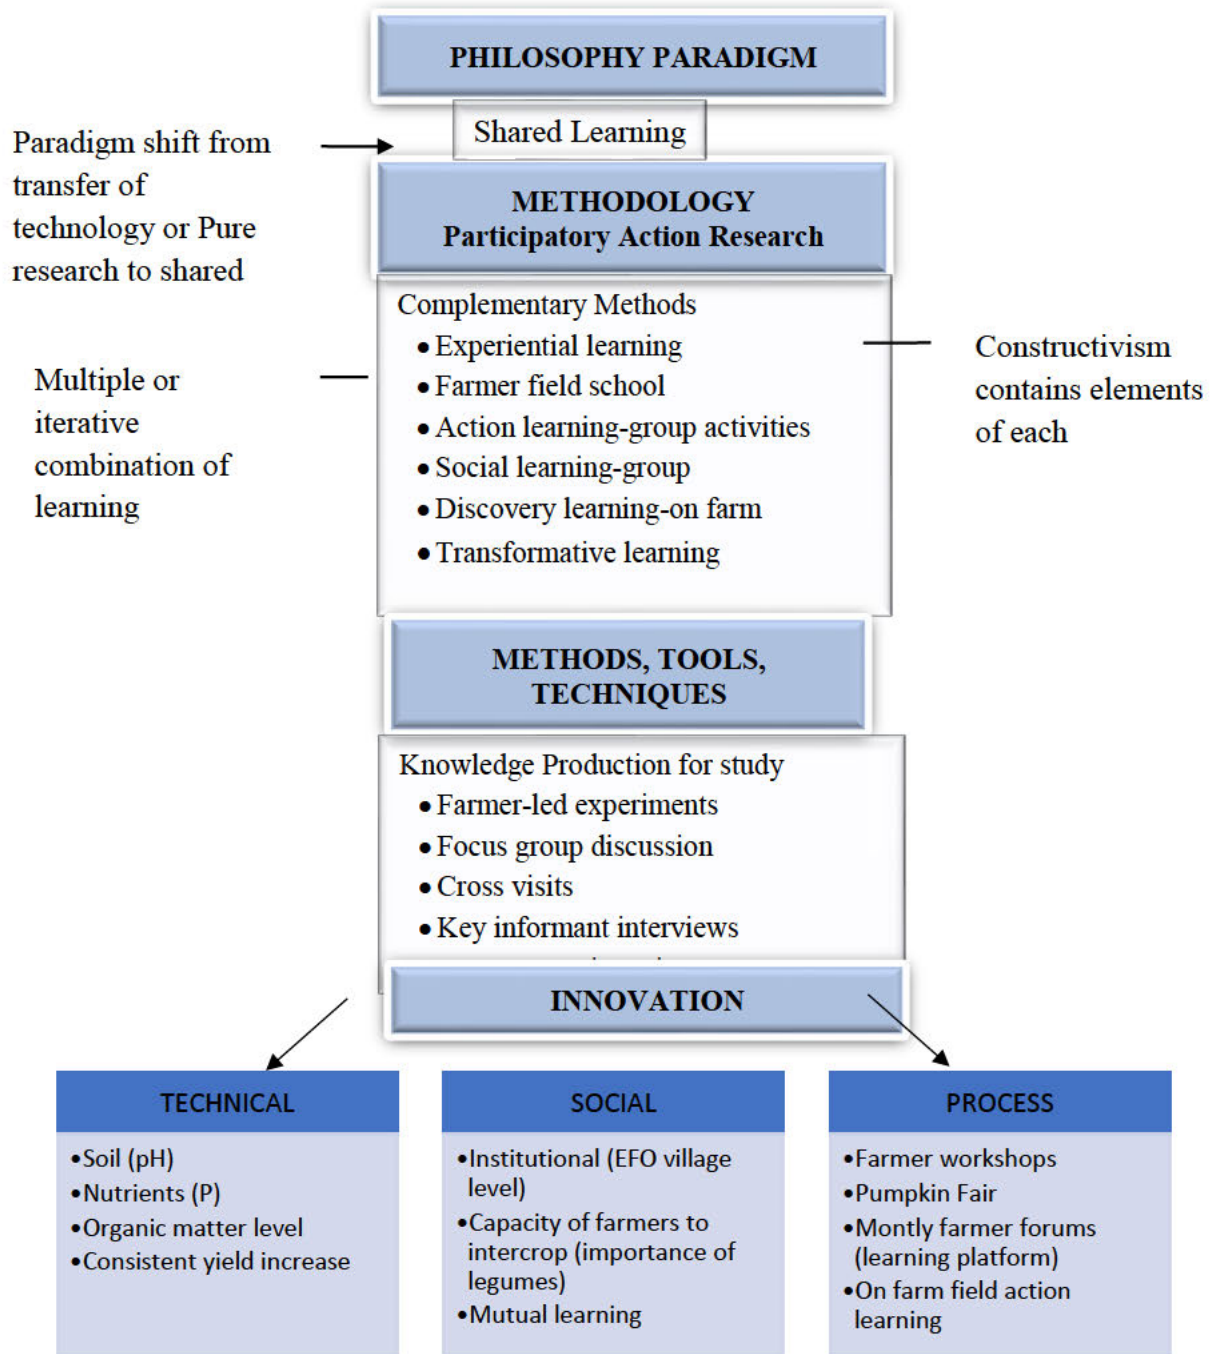 PHILOSOPHY PARADIGM
Shared Learning
Paradigm shift from
transfer of
technology or Pure
research to shared
METHODOLOGY
Participatory Action Research
Complementary Methods
• Experiential learning
• Farmer field school
• Action learning-group activities
• Social learning-group
• Discovery learning-on farm
• Transformative learning
Multiple or
iterative
combination of
learning
Constructivism
contains elements
of each
METHODS, TOOLS,
TECHNIQUES
Knowledge Production for study
• Farmer-led experiments
• Focus group discussion
• Cross visits
• Key informant interviews
INNOVATION
TECHNICAL
•Soil (pH)
•Nutrients (P)
•Organic matter level
•Consistent yield increase
SOCIAL
•Institutional (EFO village
level)
•Capacity of farmers to
intercrop (importance of
legumes)
•Mutual learning
PROCESS
•Farmer workshops
•Pumpkin Fair
•Montly farmer forums
(learning platform)
•On farm field action
learning